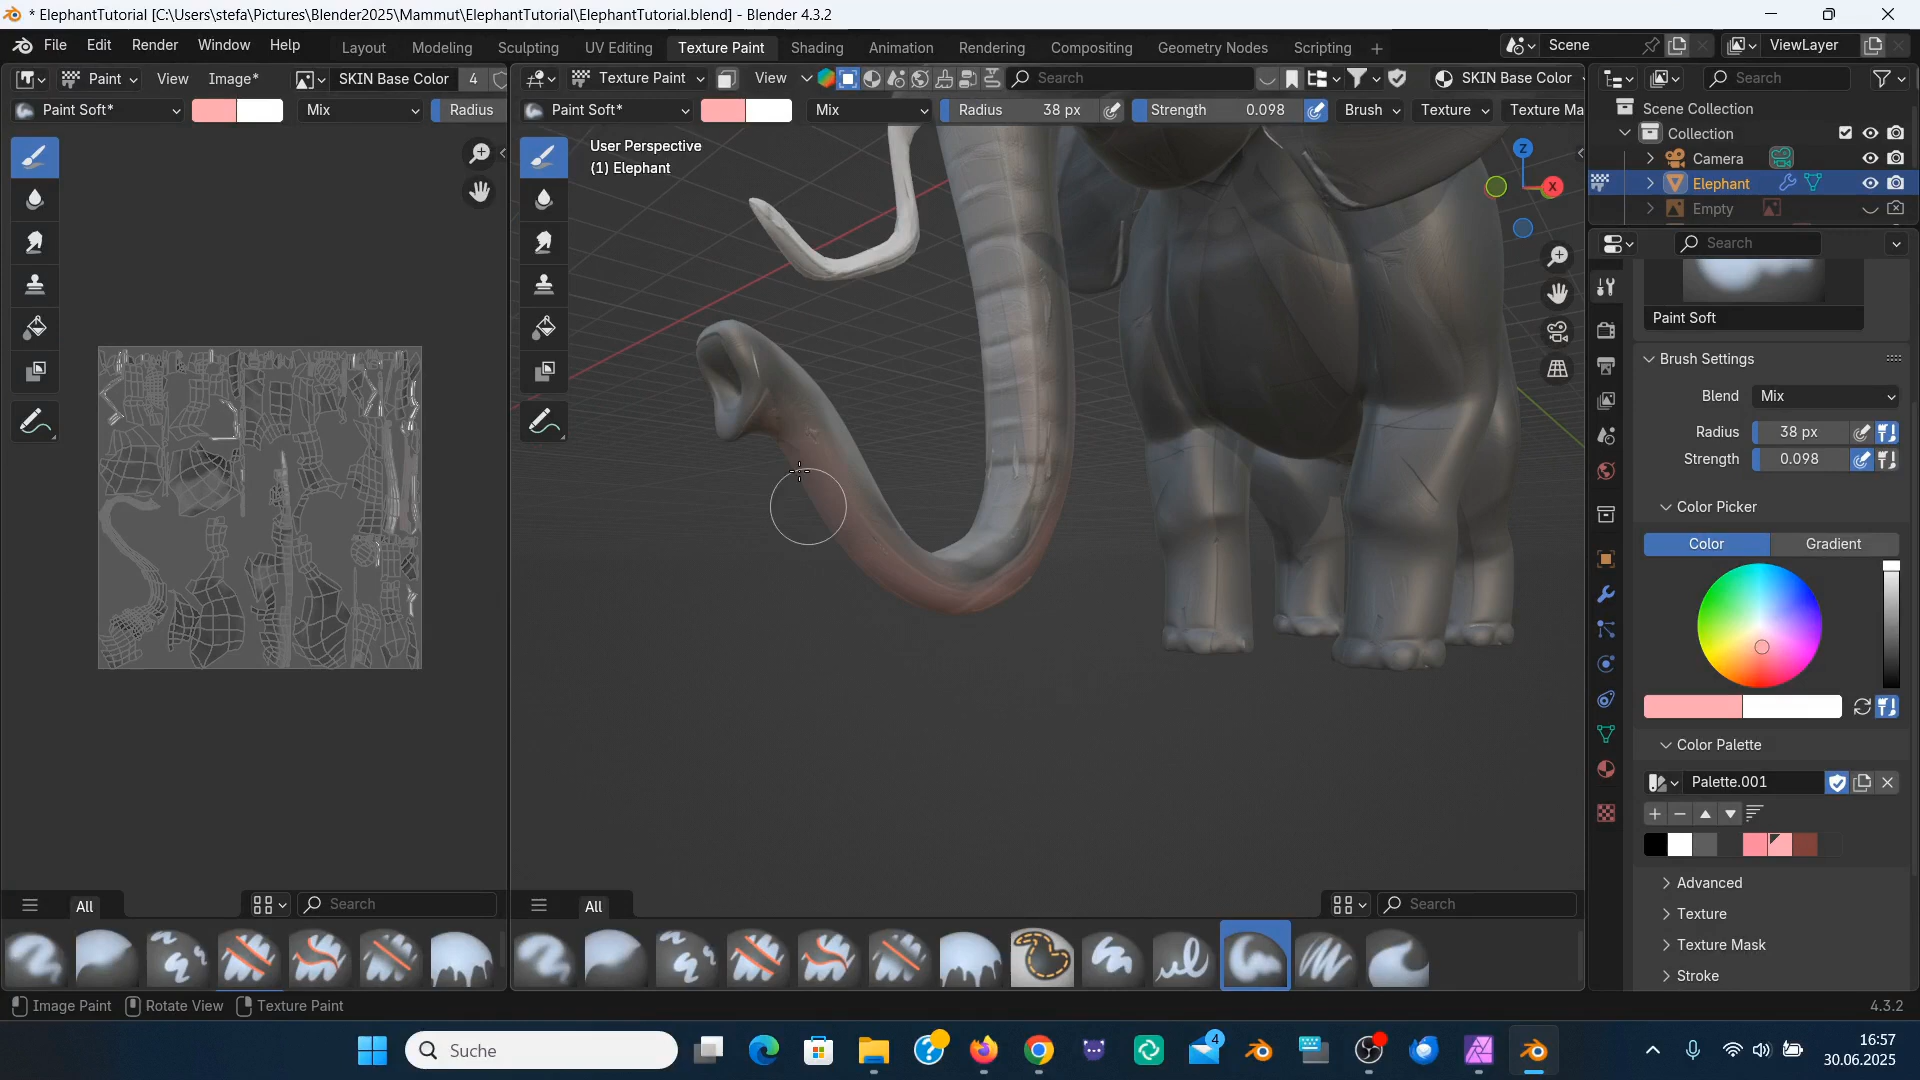 * ElephantTutorial [C:\Users\stefa\Pictures\Blender2025\Mammut\ElephantTutorial\ElephantTutorial.blend] - Blender 4.3.2
File Edit Render Window Help Layout Modeling Sculpting UV Editing Texture Paint Shading Animation Rendering Compositing Geometry Nodes Scripting + Scene ViewLayer
Paint View Image* SKIN Base Color 4 Texture Paint View Search SKIN Base Color Search
Paint Soft* Mix Radius Paint Soft* Mix Radius 38 px Strength 0.098 Brush Texture Texture Ma
Scene Collection
Collection
Camera
Elephant
Empty
User Perspective
(1) Elephant
Z
X
Search
Paint Soft
Brush Settings
Blend Mix
Radius 38 px
Strength 0.098
Color Picker
Color Gradient
Color Palette
Palette.001
Advanced
Texture
Texture Mask
Stroke
All Search All Search
Image Paint Rotate View Texture Paint 4.3.2
Suche
4
16:57
30.06.2025